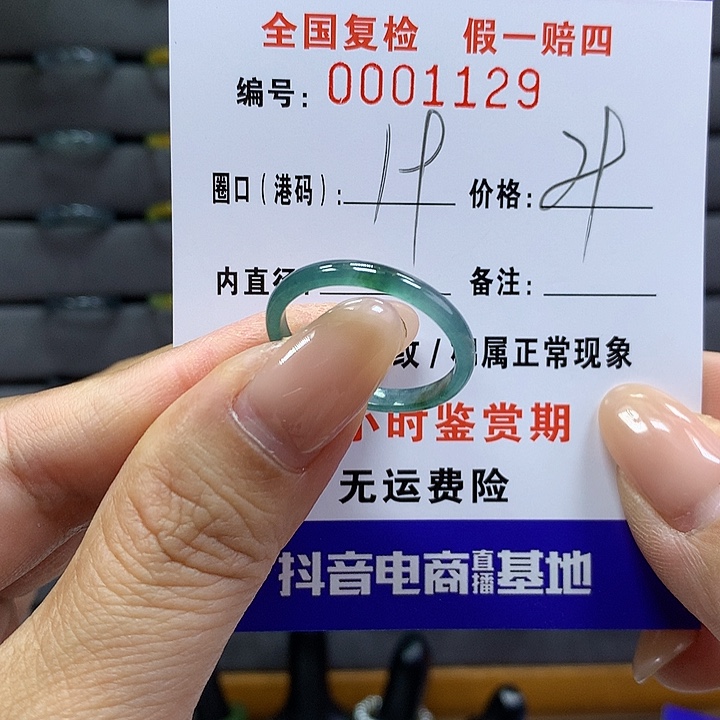 全国复检 假一赔四
编号: 0001129
圈口(港码): 价格:
内直径 备注:
纹/ 属正常现象
小时鉴赏期
无运费险
抖音电商直播基地